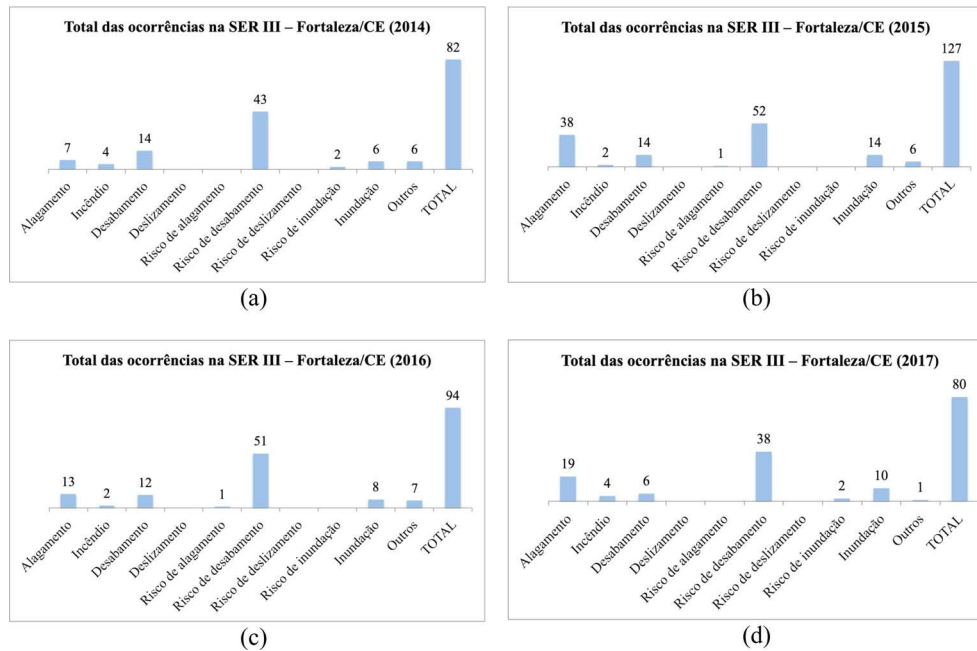 Total das ocorrências na SER III – Fortaleza/CE (2014)
82
43
14
7
4
2
6
6
Alagamento
Incêndio
Desabamento
Deslizamento
Risco de alagamento
Risco de desabamento
Risco de deslizamento
Risco de inundação
Inundação
Outros
TOTAL
(a)
Total das ocorrências na SER III – Fortaleza/CE (2015)
127
52
38
2
14
1
14
6
Alagamento
Incêndio
Desabamento
Deslizamento
Risco de alagamento
Risco de desabamento
Risco de deslizamento
Risco de inundação
Inundação
Outros
TOTAL
(b)
Total das ocorrências na SER III – Fortaleza/CE (2016)
94
51
13
2
12
1
8
7
Alagamento
Incêndio
Desabamento
Deslizamento
Risco de alagamento
Risco de desabamento
Risco de deslizamento
Risco de inundação
Inundação
Outros
TOTAL
(c)
Total das ocorrências na SER III – Fortaleza/CE (2017)
80
38
19
4
6
2
10
1
Alagamento
Incêndio
Desabamento
Deslizamento
Risco de alagamento
Risco de desabamento
Risco de deslizamento
Risco de inundação
Inundação
Outros
TOTAL
(d)